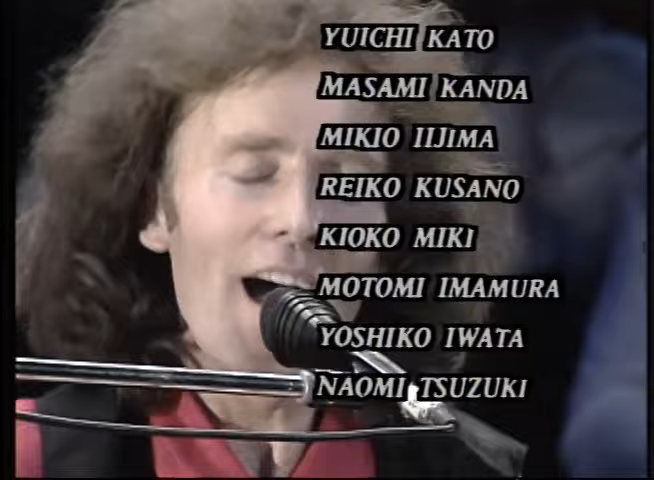 YUICHI KATO
MASAMI KANDA
MIKIO IIJIMA
REIKO KUSANO
KIOKO MIKI
MOTOMI IMAMURA
YOSHIKO IWATA
NAOMI TSUZUKI